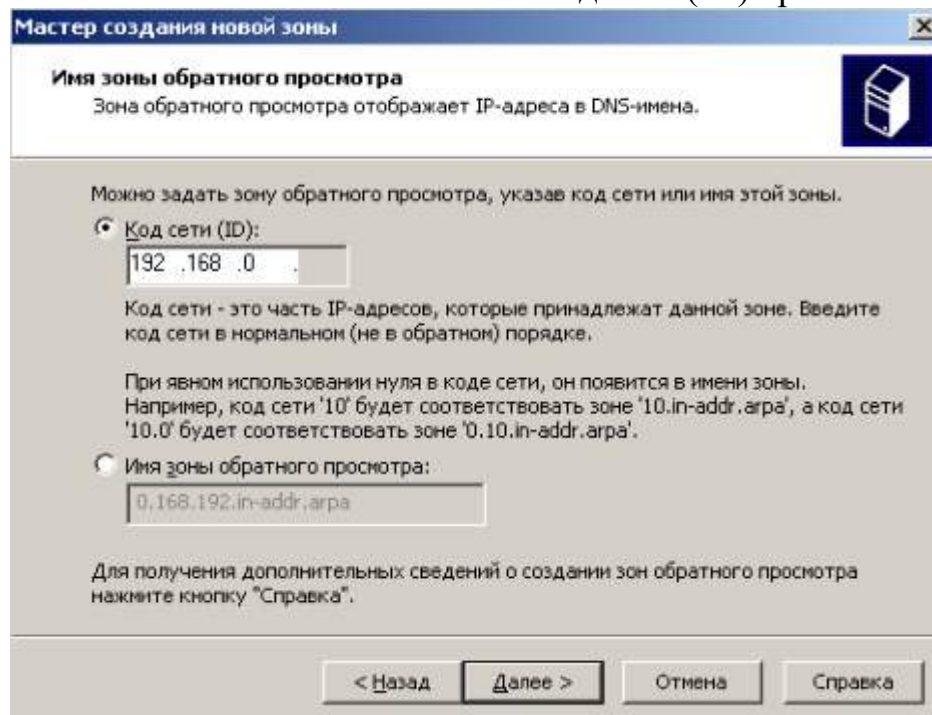 Мастер создания новой зоны
Имя зоны обратного просмотра
Зона обратного просмотра отображает IP-адреса в DNS-имена.
Можно задать зону обратного просмотра, указав код сети или имя этой зоны.
Код сети (ID):
192 .168 .0 .
Код сети - это часть IP-адресов, которые принадлежат данной зоне. Введите
код сети в нормальном (не в обратном) порядке.
При явном использовании нуля в коде сети, он появится в имени зоны.
Например, код сети '10' будет соответствовать зоне '10.in-addr.arpa', а код сети
'10.0' будет соответствовать зоне '0.10.in-addr.arpa'.
Имя зоны обратного просмотра:
0.168.192.in-addr.arpa
Для получения дополнительных сведений о создании зон обратного просмотра
нажмите кнопку "Справка".
< Назад Далее > Отмена Справка